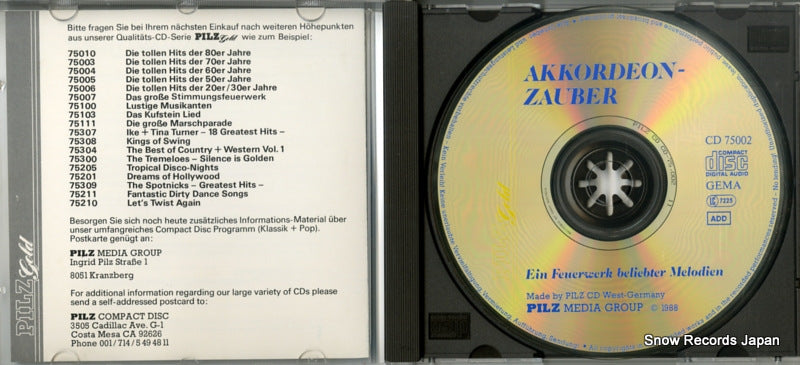 Bitte fragen Sie bei Ihrem nächsten Einkauf nach weiteren Höhepunkten
aus unserer Qualitäts-CD-Serie PILZ Gold wie zum Beispiel:
75010 Die tollen Hits der 80er Jahre
75003 Die tollen Hits der 70er Jahre
75004 Die tollen Hits der 60er Jahre
75005 Die tollen Hits der 50er Jahre
75006 Die tollen Hits der 20er/30er Jahre
75007 Das große Stimmungsfeuerwerk
75100 Lustige Musikanten
75103 Das Kufstein Lied
75111 Die große Marschparade
75307 Ike + Tina Turner – 18 Greatest Hits –
75308 Kings of Swing
75304 The Best of Country + Western Vol. 1
75300 The Tremeloes – Silence is Golden
75205 Tropical Disco-Nights
75201 Dreams of Hollywood
75309 The Spotnicks – Greatest Hits –
75211 Fantastic Dirty Dance Songs
75210 Let's Twist Again
Besorgen Sie sich noch heute zusätzliches Informations-Material über
unser umfangreiches Compact Disc Programm (Klassik + Pop).
Postkarte genügt an:
PILZ MEDIA GROUP
Ingrid Pilz Straße 1
8051 Kranzberg
For additional information regarding our large variety of CDs please
send a self-addressed postcard to:
PILZ COMPACT DISC
3505 Cadillac Ave. G-1
Costa Mesa CA 92626
Phone 001/714/5494811
PILZ Gold
AKKORDEON-
ZAUBER
CD 75002
COMPACT
disc
DIGITAL AUDIO
GEMA
7225
ADD
Gold
Ein Feuerwerk beliebter Melodien
Made by PILZ CD West-Germany
PILZ MEDIA GROUP © 1988
Snow Records Japan